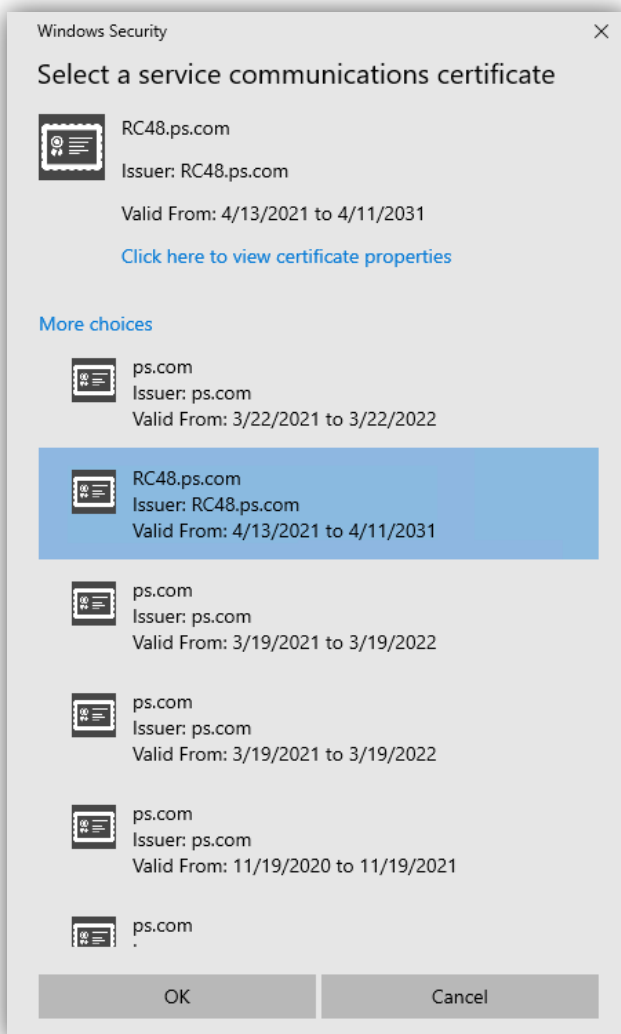 Windows Security
Select a service communications certificate
RC48.ps.com
Issuer: RC48.ps.com
Valid From: 4/13/2021 to 4/11/2031
Click here to view certificate properties
More choices
ps.com
Issuer: ps.com
Valid From: 3/22/2021 to 3/22/2022
RC48.ps.com
Issuer: RC48.ps.com
Valid From: 4/13/2021 to 4/11/2031
ps.com
Issuer: ps.com
Valid From: 3/19/2021 to 3/19/2022
ps.com
Issuer: ps.com
Valid From: 3/19/2021 to 3/19/2022
ps.com
Issuer: ps.com
Valid From: 11/19/2020 to 11/19/2021
ps.com
OK Cancel